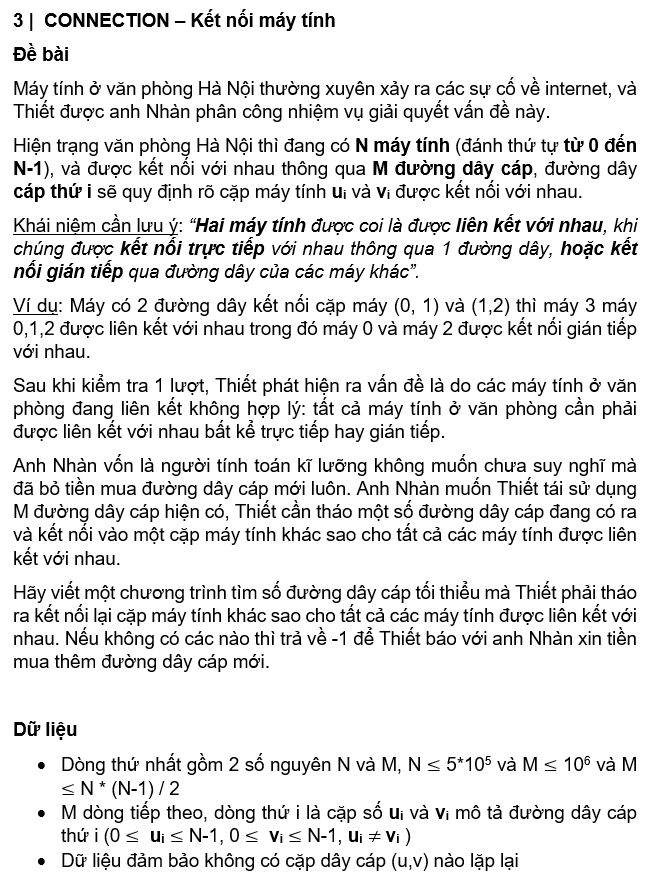 3 | CONNECTION – Kết nối máy tính
Đề bài
Máy tính ở văn phòng Hà Nội thường xuyên xảy ra các sự cố về internet, và
Thiết được anh Nhàn phân công nhiệm vụ giải quyết vấn đề này.
Hiện trạng văn phòng Hà Nội thì đang có N máy tính (đánh thứ tự từ 0 đến
N-1), và được kết nối với nhau thông qua M đường dây cáp, đường dây
cáp thứ i sẽ quy định rõ cặp máy tính uᵢ và vᵢ được kết nối với nhau.
Khái niệm cần lưu ý: “Hai máy tính được coi là được liên kết với nhau, khi
chúng được kết nối trực tiếp với nhau thông qua 1 đường dây, hoặc kết
nối gián tiếp qua đường dây của các máy khác”.
Ví dụ: Máy có 2 đường dây kết nối cặp máy (0, 1) và (1,2) thì máy 3 máy
0,1,2 được liên kết với nhau trong đó máy 0 và máy 2 được kết nối gián tiếp
với nhau.
Sau khi kiểm tra 1 lượt, Thiết phát hiện ra vấn đề là do các máy tính ở văn
phòng đang liên kết không hợp lý: tất cả máy tính ở văn phòng cần phải
được liên kết với nhau bất kể trực tiếp hay gián tiếp.
Anh Nhàn vốn là người tính toán kĩ lưỡng không muốn chưa suy nghĩ mà
đã bỏ tiền mua đường dây cáp mới luôn. Anh Nhàn muốn Thiết tái sử dụng
M đường dây cáp hiện có, Thiết cần tháo một số đường dây cáp đang có ra
và kết nối vào một cặp máy tính khác sao cho tất cả các máy tính được liên
kết với nhau.
Hãy viết một chương trình tìm số đường dây cáp tối thiểu mà Thiết phải tháo
ra kết nối lại cặp máy tính khác sao cho tất cả các máy tính được liên kết với
nhau. Nếu không có các nào thì trả về -1 để Thiết báo với anh Nhàn xin tiền
mua thêm đường dây cáp mới.
Dữ liệu
• Dòng thứ nhất gồm 2 số nguyên N và M, N ≤ 5*10⁵ và M ≤ 10⁶ và M
≤ N * (N-1) / 2
• M dòng tiếp theo, dòng thứ i là cặp số uᵢ và vᵢ mô tả đường dây cáp
thứ i (0 ≤ uᵢ ≤ N-1, 0 ≤ vᵢ ≤ N-1, uᵢ ≠ vᵢ )
• Dữ liệu đảm bảo không có cặp dây cáp (u,v) nào lặp lại